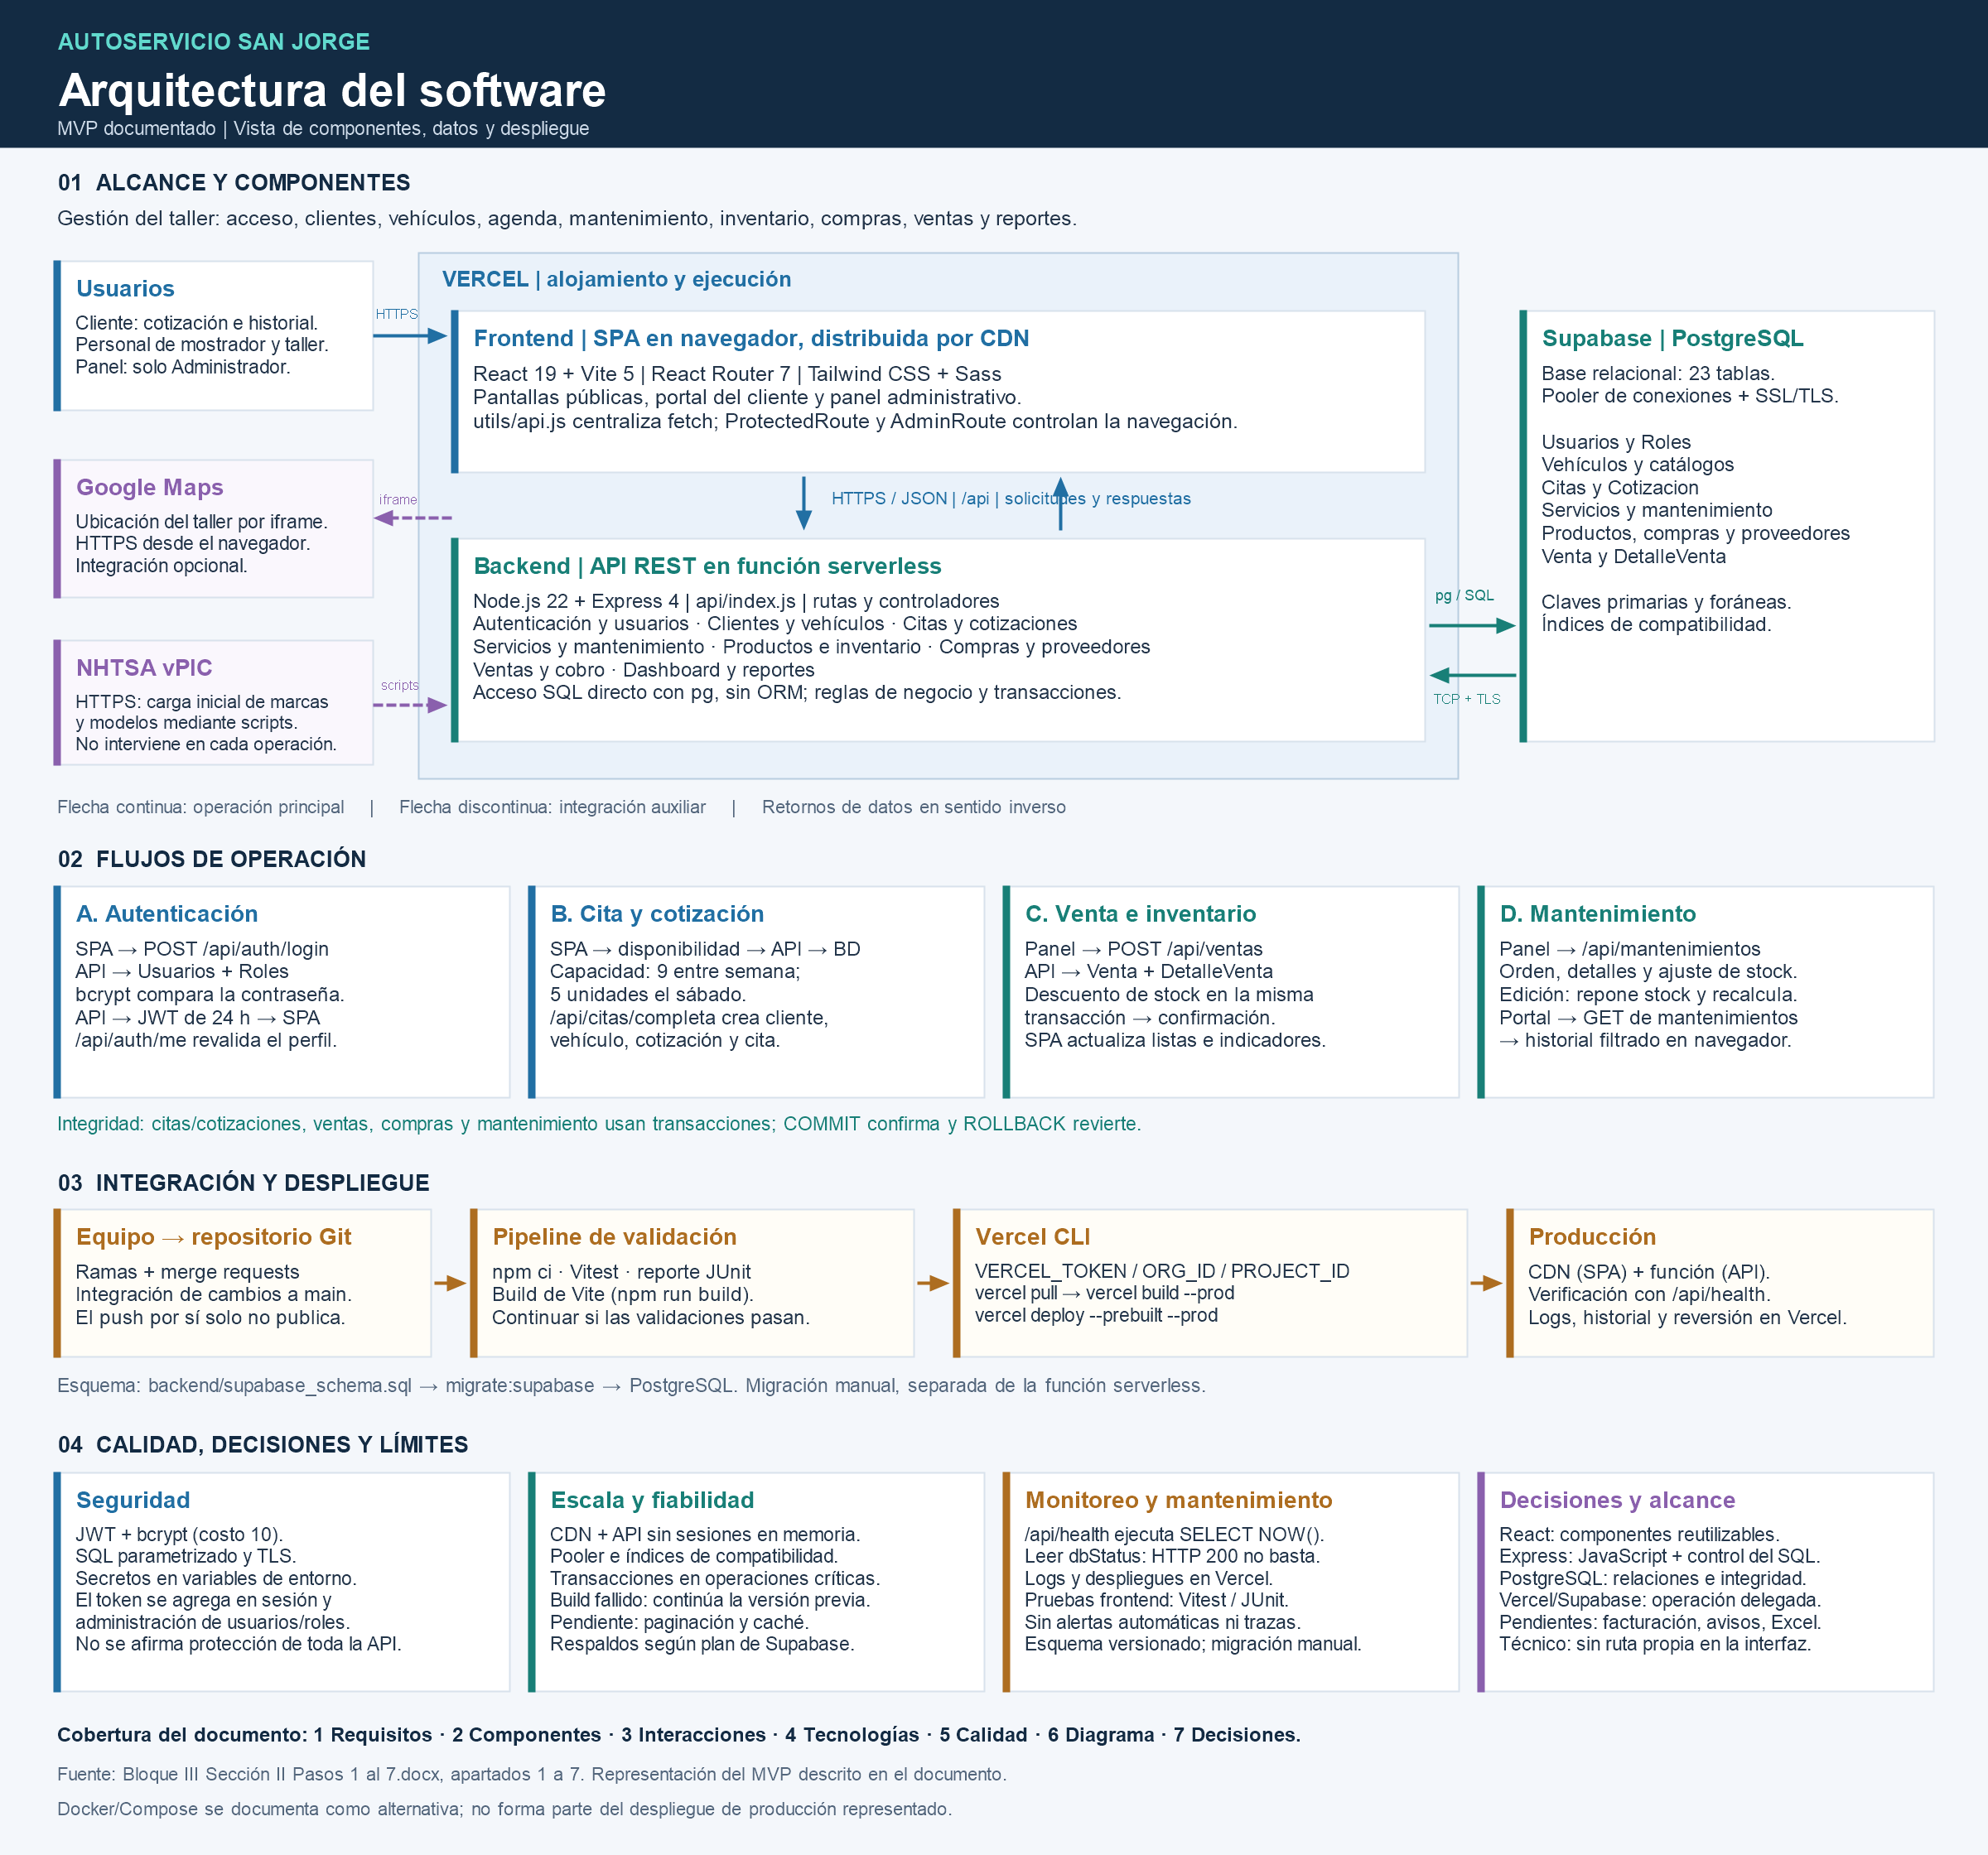 AUTOSERVICIO SAN JORGE
Arquitectura del software
MVP documentado | Vista de componentes, datos y despliegue
01 ALCANCE Y COMPONENTES
Gestión del taller: acceso, clientes, vehículos, agenda, mantenimiento, inventario, compras, ventas y reportes.
Usuarios
Cliente: cotización e historial.
Personal de mostrador y taller.
Panel: solo Administrador.
HTTPS
Google Maps
Ubicación del taller por iframe.
HTTPS desde el navegador.
Integración opcional.
iframe
NHTSA vPIC
HTTPS: carga inicial de marcas
y modelos mediante scripts.
No interviene en cada operación.
scripts
VERCEL | alojamiento y ejecución
Frontend | SPA en navegador, distribuida por CDN
React 19 + Vite 5 | React Router 7 | Tailwind CSS + Sass
Pantallas públicas, portal del cliente y panel administrativo.
utils/api.js centraliza fetch; ProtectedRoute y AdminRoute controlan la navegación.
HTTPS / JSON | /api | solicitudes y respuestas
Backend | API REST en función serverless
Node.js 22 + Express 4 | api/index.js | rutas y controladores
Autenticación y usuarios · Clientes y vehículos · Citas y cotizaciones
Servicios y mantenimiento · Productos e inventario · Compras y proveedores
Ventas y cobro · Dashboard y reportes
Acceso SQL directo con pg, sin ORM; reglas de negocio y transacciones.
pg / SQL
TCP + TLS
Supabase | PostgreSQL
Base relacional: 23 tablas.
Pooler de conexiones + SSL/TLS.
Usuarios y Roles
Vehículos y catálogos
Citas y Cotizacion
Servicios y mantenimiento
Productos, compras y proveedores
Venta y DetalleVenta
Claves primarias y foráneas.
Índices de compatibilidad.
Flecha continua: operación principal | Flecha discontinua: integración auxiliar | Retornos de datos en sentido inverso
02 FLUJOS DE OPERACIÓN
A. Autenticación
SPA → POST /api/auth/login
API → Usuarios + Roles
bcrypt compara la contraseña.
API → JWT de 24 h → SPA
/api/auth/me revalida el perfil.
B. Cita y cotización
SPA → disponibilidad → API → BD
Capacidad: 9 entre semana;
5 unidades el sábado.
/api/citas/completa crea cliente,
vehículo, cotización y cita.
C. Venta e inventario
Panel → POST /api/ventas
API → Venta + DetalleVenta
Descuento de stock en la misma
transacción → confirmación.
SPA actualiza listas e indicadores.
D. Mantenimiento
Panel → /api/mantenimientos
Orden, detalles y ajuste de stock.
Edición: repone stock y recalcula.
Portal → GET de mantenimientos
→ historial filtrado en navegador.
Integridad: citas/cotizaciones, ventas, compras y mantenimiento usan transacciones; COMMIT confirma y ROLLBACK revierte.
03 INTEGRACIÓN Y DESPLIEGUE
Equipo → repositorio Git
Ramas + merge requests
Integración de cambios a main.
El push por sí solo no publica.
Pipeline de validación
npm ci · Vitest · reporte JUnit
Build de Vite (npm run build).
Continuar si las validaciones pasan.
Vercel CLI
VERCEL_TOKEN / ORG_ID / PROJECT_ID
vercel pull → vercel build --prod
vercel deploy --prebuilt --prod
Producción
CDN (SPA) + función (API).
Verificación con /api/health.
Logs, historial y reversión en Vercel.
Esquema: backend/supabase_schema.sql → migrate:supabase → PostgreSQL. Migración manual, separada de la función serverless.
04 CALIDAD, DECISIONES Y LÍMITES
Seguridad
JWT + bcrypt (costo 10).
SQL parametrizado y TLS.
Secretos en variables de entorno.
El token se agrega en sesión y
administración de usuarios/roles.
No se afirma protección de toda la API.
Escala y fiabilidad
CDN + API sin sesiones en memoria.
Pooler e índices de compatibilidad.
Transacciones en operaciones críticas.
Build fallido: continúa la versión previa.
Pendiente: paginación y caché.
Respaldos según plan de Supabase.
Monitoreo y mantenimiento
/api/health ejecuta SELECT NOW().
Leer dbStatus: HTTP 200 no basta.
Logs y despliegues en Vercel.
Pruebas frontend: Vitest / JUnit.
Sin alertas automáticas ni trazas.
Esquema versionado; migración manual.
Decisiones y alcance
React: componentes reutilizables.
Express: JavaScript + control del SQL.
PostgreSQL: relaciones e integridad.
Vercel/Supabase: operación delegada.
Pendientes: facturación, avisos, Excel.
Técnico: sin ruta propia en la interfaz.
Cobertura del documento: 1 Requisitos · 2 Componentes · 3 Interacciones · 4 Tecnologías · 5 Calidad · 6 Diagrama · 7 Decisiones.
Fuente: Bloque III Sección II Pasos 1 al 7.docx, apartados 1 a 7. Representación del MVP descrito en el documento.
Docker/Compose se documenta como alternativa; no forma parte del despliegue de producción representado.